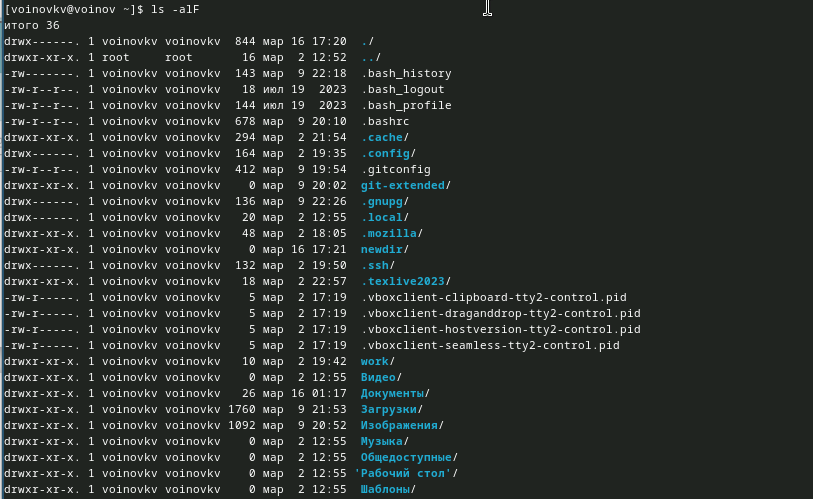 [voinovkv@voinov ~]$ ls -alF
итого 36
drwx------. 1 voinovkv voinovkv  844 мар 16 17:20  ./
drwxr-xr-x. 1 root     root       16 мар  2 12:52  ../
-rw-------. 1 voinovkv voinovkv  143 мар  9 22:18  .bash_history
-rw-r--r--. 1 voinovkv voinovkv   18 июл 19  2023  .bash_logout
-rw-r--r--. 1 voinovkv voinovkv  144 июл 19  2023  .bash_profile
-rw-r--r--. 1 voinovkv voinovkv  678 мар  9 20:10  .bashrc
drwxr-xr-x. 1 voinovkv voinovkv  294 мар  2 21:54  .cache/
drwx------. 1 voinovkv voinovkv  164 мар  2 19:35  .config/
-rw-r--r--. 1 voinovkv voinovkv  412 мар  9 19:54  .gitconfig
drwxr-xr-x. 1 voinovkv voinovkv    0 мар  9 20:02  git-extended/
drwx------. 1 voinovkv voinovkv  136 мар  9 22:26  .gnupg/
drwx------. 1 voinovkv voinovkv   20 мар  2 12:55  .local/
drwxr-xr-x. 1 voinovkv voinovkv   48 мар  2 18:05  .mozilla/
drwxr-xr-x. 1 voinovkv voinovkv    0 мар 16 17:21  newdir/
drwx------. 1 voinovkv voinovkv  132 мар  2 19:50  .ssh/
drwxr-xr-x. 1 voinovkv voinovkv   18 мар  2 22:57  .texlive2023/
-rw-r-----. 1 voinovkv voinovkv    5 мар  2 17:19  .vboxclient-clipboard-tty2-control.pid
-rw-r-----. 1 voinovkv voinovkv    5 мар  2 17:19  .vboxclient-draganddrop-tty2-control.pid
-rw-r-----. 1 voinovkv voinovkv    5 мар  2 17:19  .vboxclient-hostversion-tty2-control.pid
-rw-r-----. 1 voinovkv voinovkv    5 мар  2 17:19  .vboxclient-seamless-tty2-control.pid
drwxr-xr-x. 1 voinovkv voinovkv   10 мар  2 19:42  work/
drwxr-xr-x. 1 voinovkv voinovkv    0 мар  2 12:55  Видео/
drwxr-xr-x. 1 voinovkv voinovkv   26 мар 16 01:17  Документы/
drwxr-xr-x. 1 voinovkv voinovkv 1760 мар  9 21:53  Загрузки/
drwxr-xr-x. 1 voinovkv voinovkv 1092 мар  9 20:52  Изображения/
drwxr-xr-x. 1 voinovkv voinovkv    0 мар  2 12:55  Музыка/
drwxr-xr-x. 1 voinovkv voinovkv    0 мар  2 12:55  Общедоступные/
drwxr-xr-x. 1 voinovkv voinovkv    0 мар  2 12:55 'Рабочий стол'/
drwxr-xr-x. 1 voinovkv voinovkv    0 мар  2 12:55  Шаблоны/